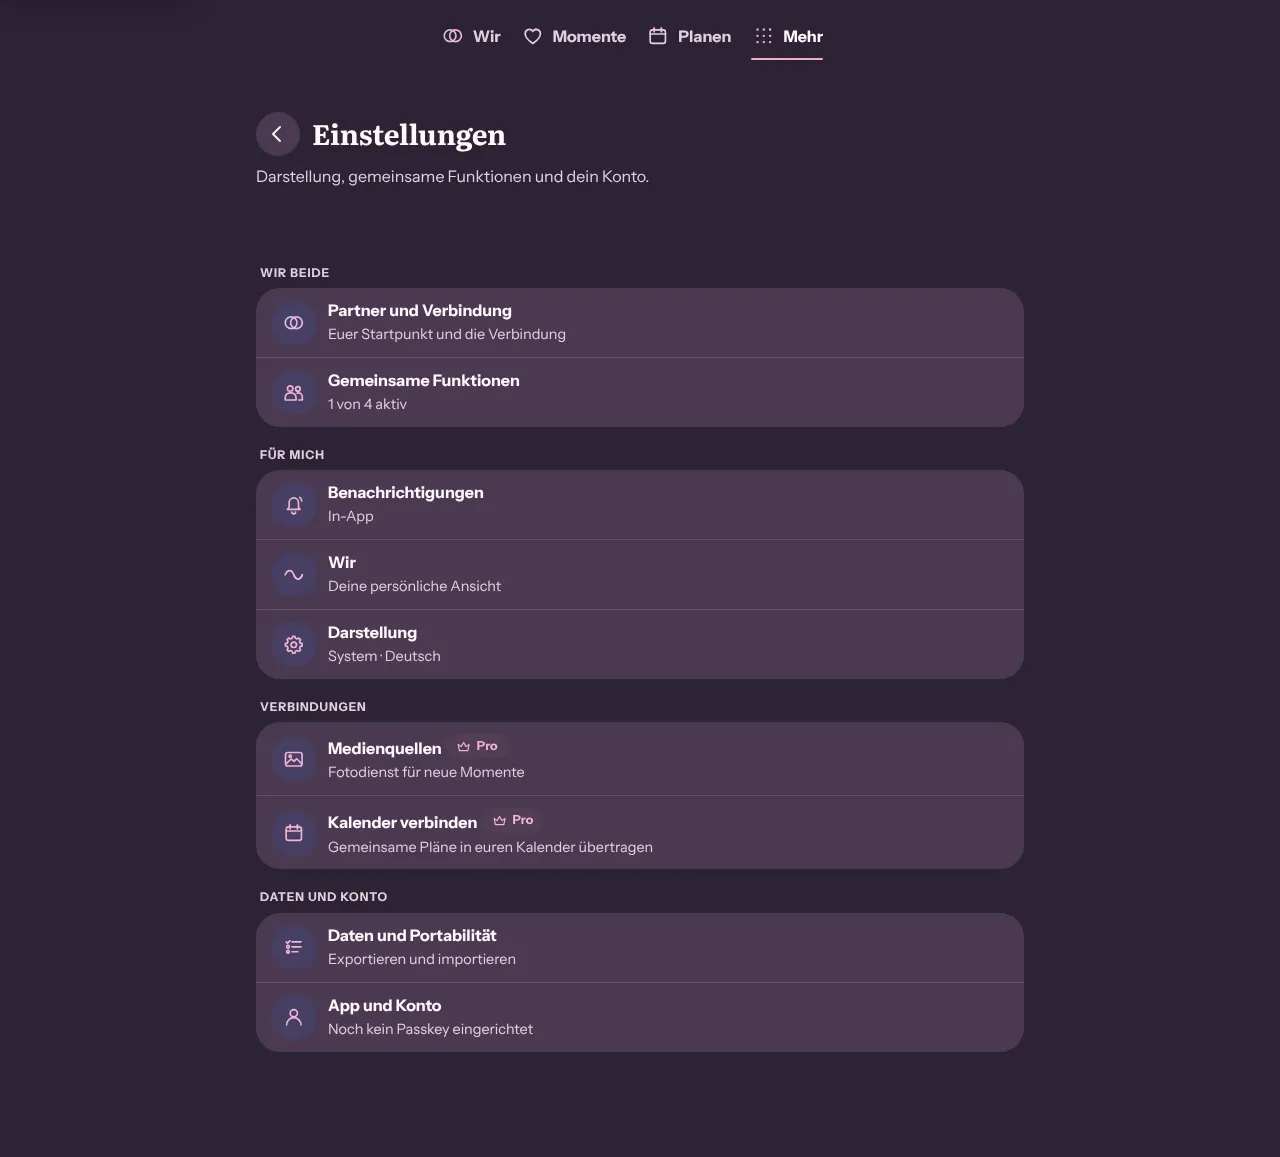 Wir Momente Planen Mehr
Einstellungen
Darstellung, gemeinsame Funktionen und dein Konto.
WIR BEIDE
Partner und Verbindung
Euer Startpunkt und die Verbindung
Gemeinsame Funktionen
1 von 4 aktiv
FÜR MICH
Benachrichtigungen
In-App
Wir
Deine persönliche Ansicht
Darstellung
System · Deutsch
VERBINDUNGEN
Medienquellen Pro
Fotodienst für neue Momente
Kalender verbinden Pro
Gemeinsame Pläne in euren Kalender übertragen
DATEN UND KONTO
Daten und Portabilität
Exportieren und importieren
App und Konto
Noch kein Passkey eingerichtet